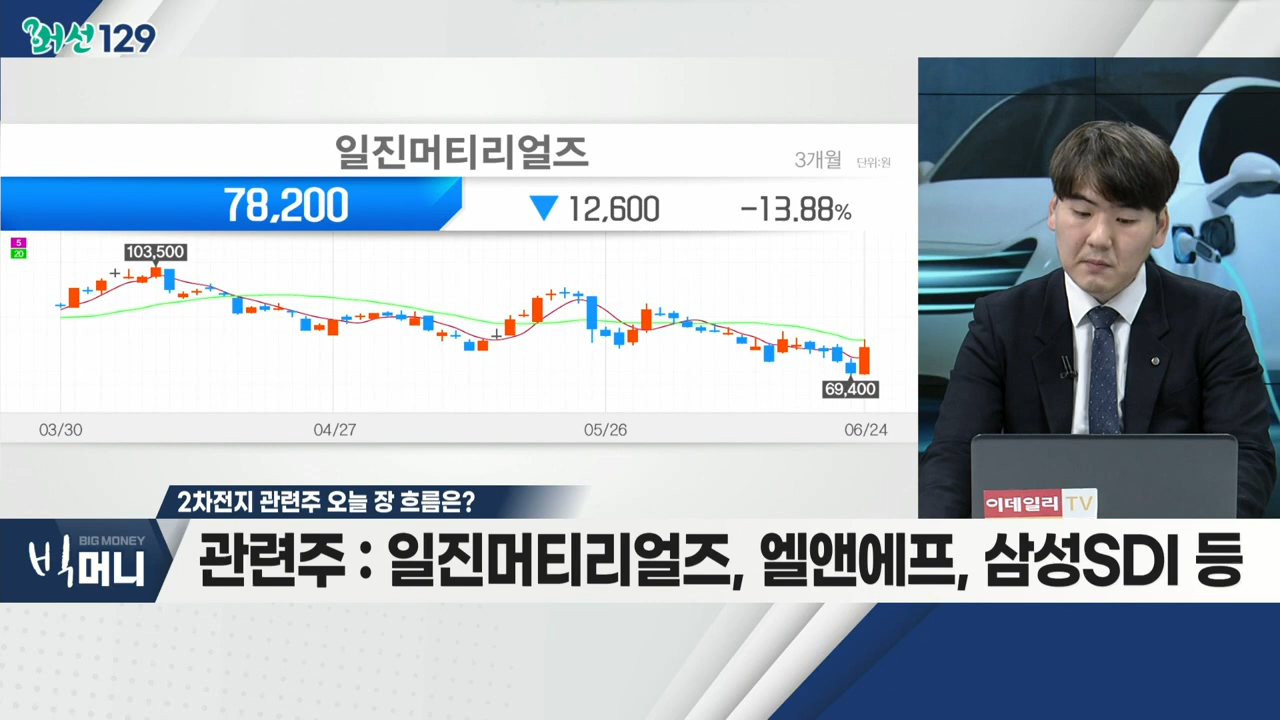 머선129
일진머티리얼즈
3개월 단위:원
78,200 ▼ 12,600 -13.88%
5
20
103,500
69,400
03/30 04/27 05/26 06/24
이데일리 TV
2차전지 관련주 오늘 장 흐름은?
BIG MONEY
빅머니
관련주 : 일진머티리얼즈, 엘앤에프, 삼성SDI 등